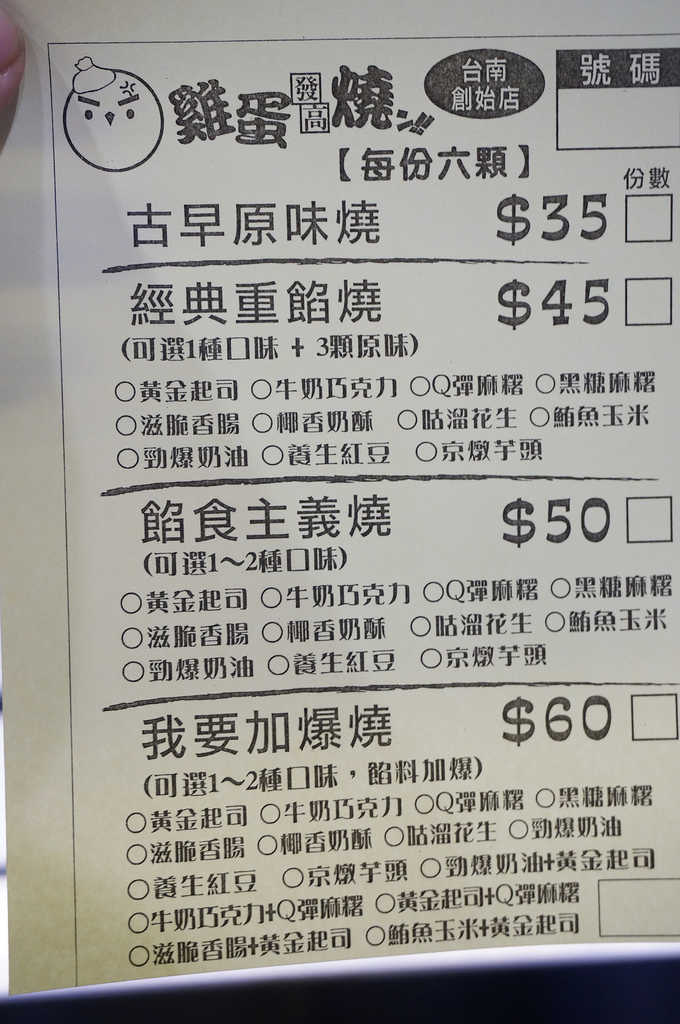 雞蛋發高燒ㄣ!!
台南
創始店
號碼
【每份六顆】
份數
古早原味燒 $35
經典重餡燒 $45
(可選1種口味 + 3顆原味)
○黃金起司 ○牛奶巧克力 ○Q彈麻糬 ○黑糖麻糬
○滋脆香腸 ○椰香奶酥 ○咕溜花生 ○鮪魚玉米
○勁爆奶油 ○養生紅豆 ○京燉芋頭
餡食主義燒 $50
(可選1～2種口味)
○黃金起司 ○牛奶巧克力 ○Q彈麻糬 ○黑糖麻糬
○滋脆香腸 ○椰香奶酥 ○咕溜花生 ○鮪魚玉米
○勁爆奶油 ○養生紅豆 ○京燉芋頭
我要加爆燒 $60
(可選1～2種口味，餡料加爆)
○黃金起司 ○牛奶巧克力 ○Q彈麻糬 ○黑糖麻糬
○滋脆香腸 ○椰香奶酥 ○咕溜花生 ○勁爆奶油
○養生紅豆 ○京燉芋頭 ○勁爆奶油+黃金起司
○牛奶巧克力+Q彈麻糬 ○黃金起司+Q彈麻糬
○滋脆香腸+黃金起司 ○鮪魚玉米+黃金起司